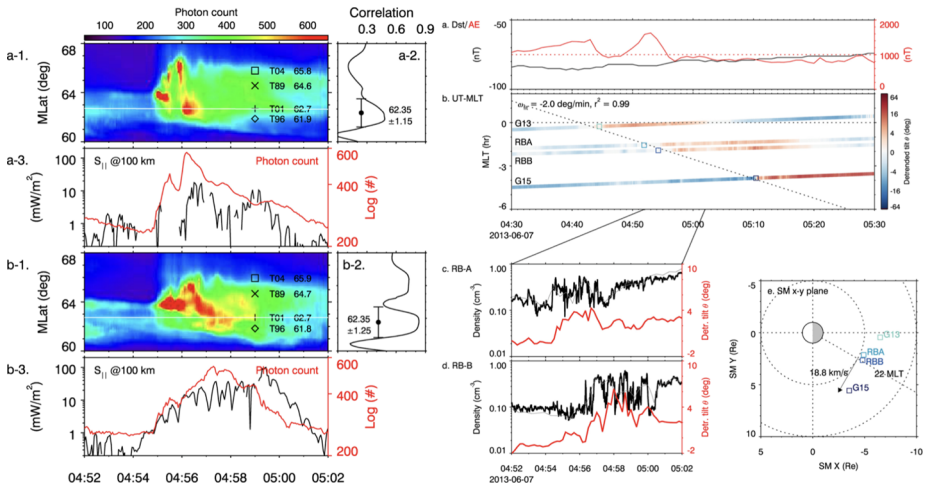 Photon count
100 200 300 400 500 600
Correlation
0.3 0.6 0.9
a-1.
MLat (deg)
68
64
60
T04 65.8
T89 64.6
T01 62.7
T96 61.9
a-2.
62.35
±1.15
a-3.
(mW/m²)
100
10
1
S|| @100 km
Photon count
600
400
200
Log (#)
b-1.
MLat (deg)
68
64
60
T04 65.9
T89 64.7
T01 62.7
T96 61.8
b-2.
62.35
±1.25
b-3.
(mW/m²)
100
10
1
S|| @100 km
Photon count
600
400
200
Log (#)
04:52 04:54 04:56 04:58 05:00 05:02
a. Dst/AE
-50
-100
(nT)
2000
1000
0
(nT)
b. UT-MLT
MLT (hr)
0
-3
-6
= -2.0 deg/min, r² = 0.99
G13
RBA
RBB
G15
64
16
4
0
-4
-16
-64
Detrended tilt θ (deg)
04:30 04:40 04:50 05:00 05:10 05:20 05:30
2013-06-07
c. RB-A
Density (cm⁻³)
1.00
0.10
0.01
10
4
-2
Detr. tilt θ (deg)
d. RB-B
Density (cm⁻³)
1.00
0.10
0.01
10
4
-2
Detr. tilt θ (deg)
04:52 04:54 04:56 04:58 05:00 05:02
2013-06-07
e. SM x-y plane
SM Y (Re)
-5
0
5
10
G13
RBA
RBB
18.8 km/s
22 MLT
G15
5 0 -5 -10
SM X (Re)